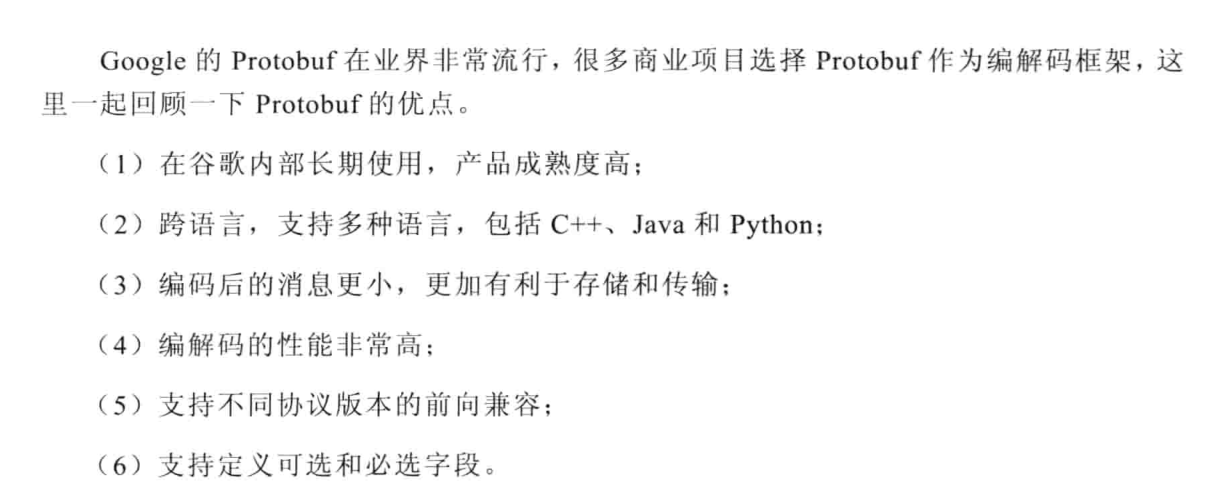 Google 的 Protobuf 在业界非常流行，很多商业项目选择 Protobuf 作为编解码框架，这
里一起回顾一下 Protobuf 的优点。
（1）在谷歌内部长期使用，产品成熟度高；
（2）跨语言，支持多种语言，包括 C++、Java 和 Python；
（3）编码后的消息更小，更加有利于存储和传输；
（4）编解码的性能非常高；
（5）支持不同协议版本的前向兼容；
（6）支持定义可选和必选字段。